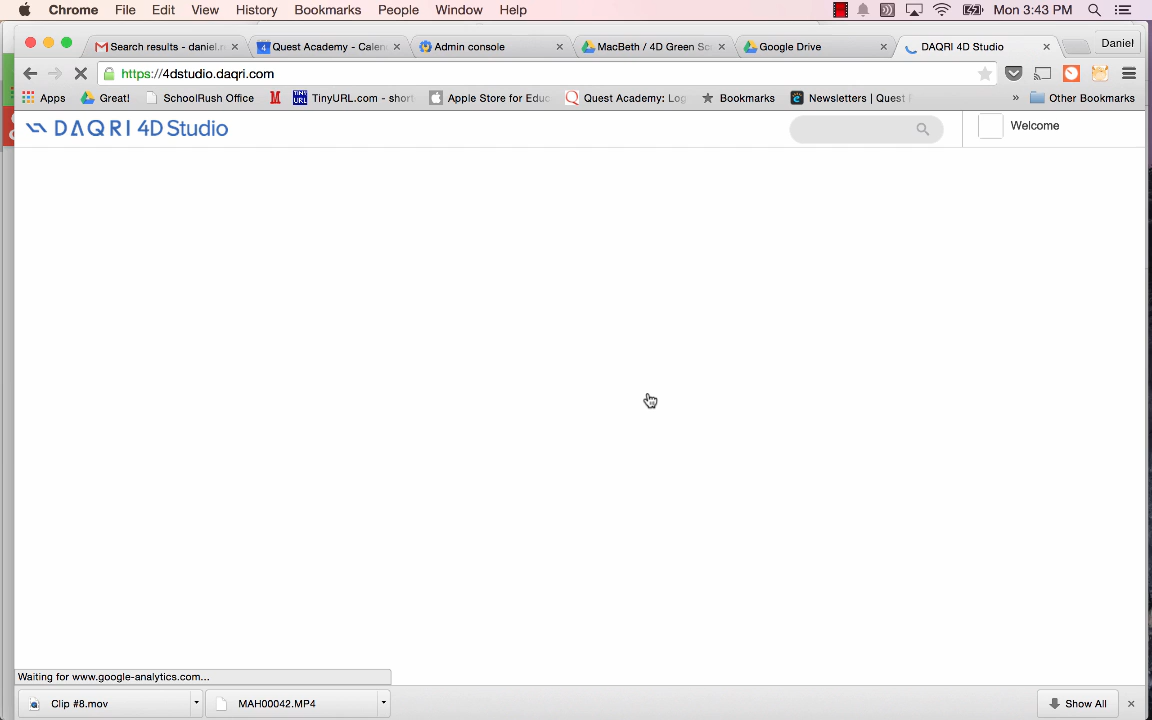 Chrome File Edit View History Bookmarks People Window Help Mon 3:43 PM
Search results - daniel. Quest Academy - Calen Admin console MacBeth / 4D Green Sc Google Drive DAQRI 4D Studio Daniel
https://4dstudio.daqri.com
Apps Great! SchoolRush Office TinyURL.com - short Apple Store for Educ Quest Academy: Log Bookmarks Newsletters | Quest Other Bookmarks
DAQRI 4D Studio Welcome
Waiting for www.google-analytics.com...
Clip #8.mov MAH00042.MP4 Show All